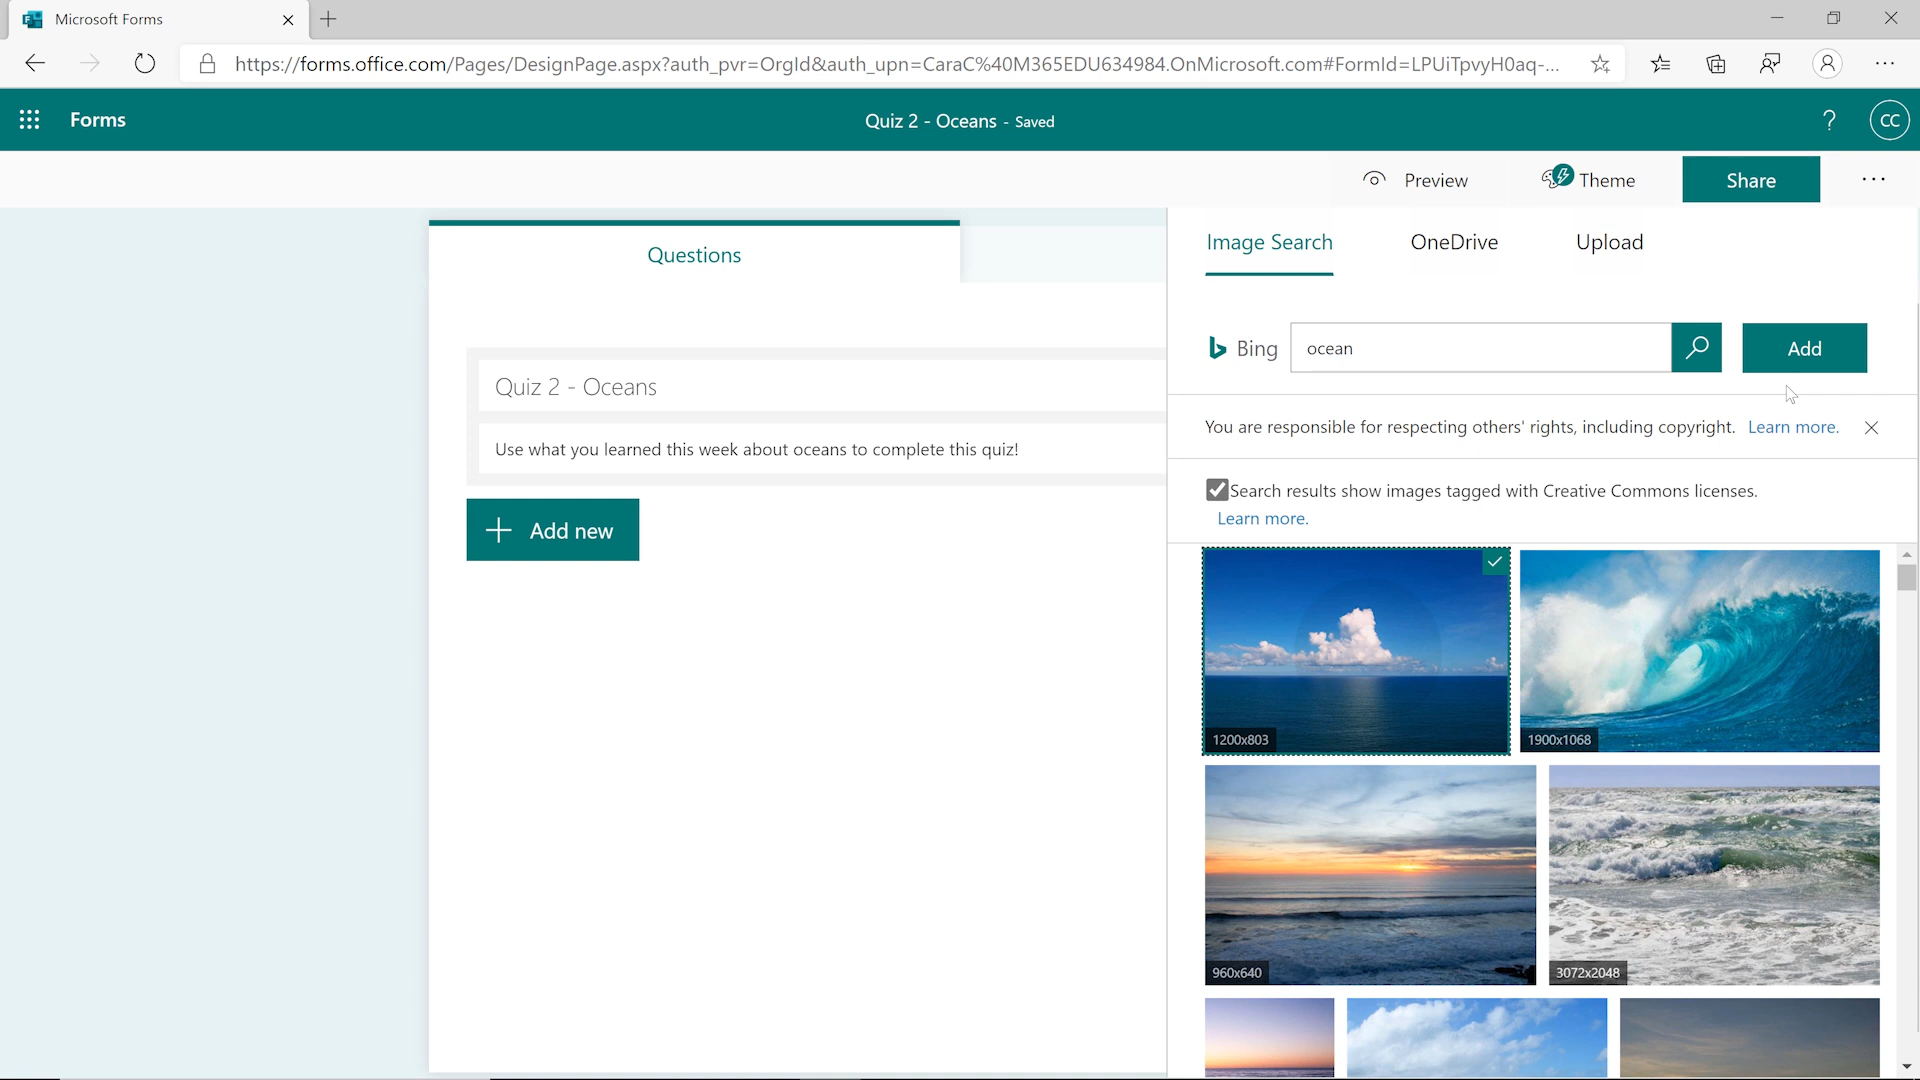 Microsoft Forms
https://forms.office.com/Pages/DesignPage.aspx?auth_pvr=OrgId&auth_upn=CaraC%40M365EDU634984.OnMicrosoft.com#FormId=LPUiTpvyH0aq-...
Forms
Quiz 2 - Oceans - Saved
?
CC
Preview
Theme
Share
Questions
Image Search
OneDrive
Upload
Bing
ocean
Add
Quiz 2 - Oceans
You are responsible for respecting others' rights, including copyright. Learn more.
Use what you learned this week about oceans to complete this quiz!
Search results show images tagged with Creative Commons licenses.
Learn more.
Add new
1200x803
1900x1068
960x640
3072x2048